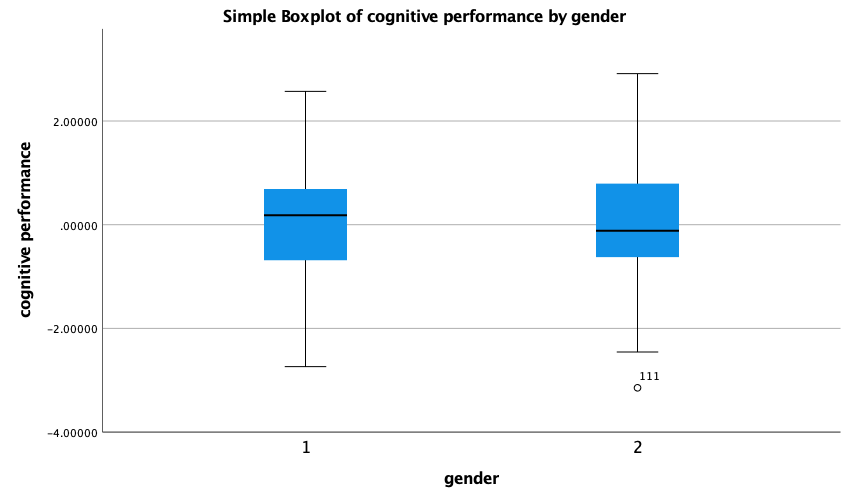 Simple Boxplot of cognitive performance by gender
cognitive performance
2.00000
.00000
-2.00000
-4.00000
111
1
2
gender